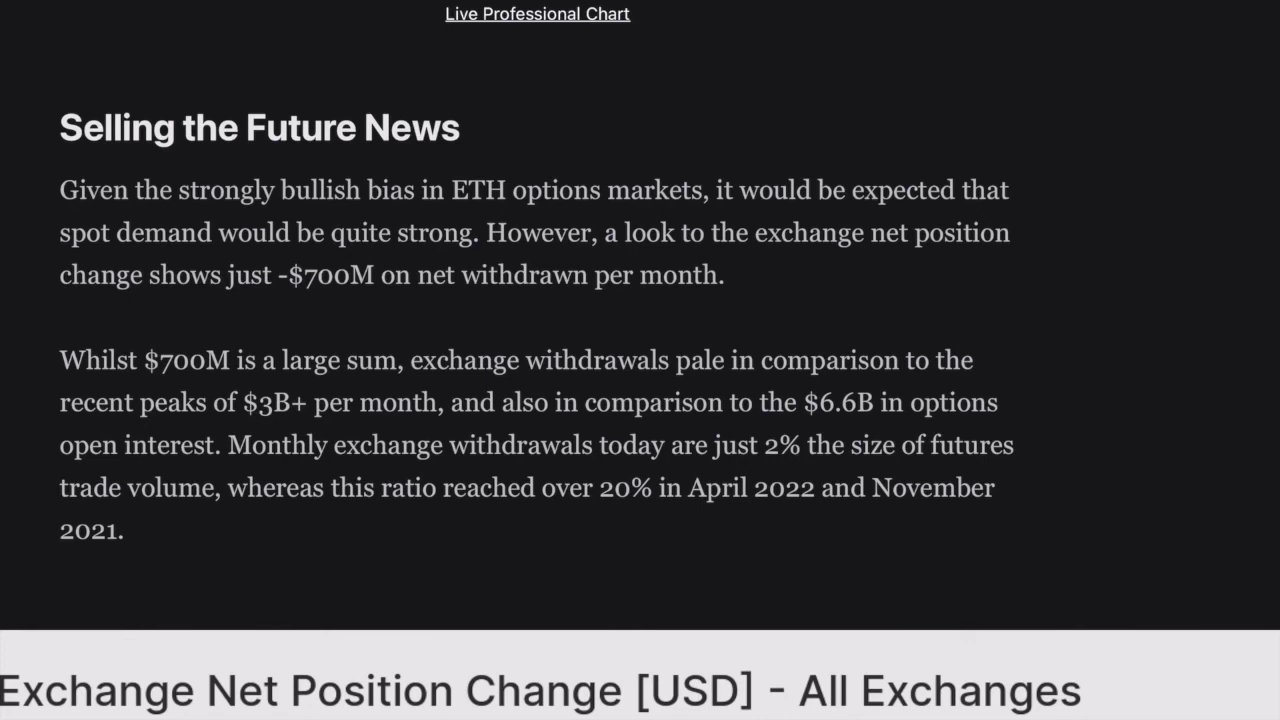 Live Professional Chart
Selling the Future News
Given the strongly bullish bias in ETH options markets, it would be expected that
spot demand would be quite strong. However, a look to the exchange net position
change shows just -$700M on net withdrawn per month.
Whilst $700M is a large sum, exchange withdrawals pale in comparison to the
recent peaks of $3B+ per month, and also in comparison to the $6.6B in options
open interest. Monthly exchange withdrawals today are just 2% the size of futures
trade volume, whereas this ratio reached over 20% in April 2022 and November
2021.
Exchange Net Position Change [USD] - All Exchanges